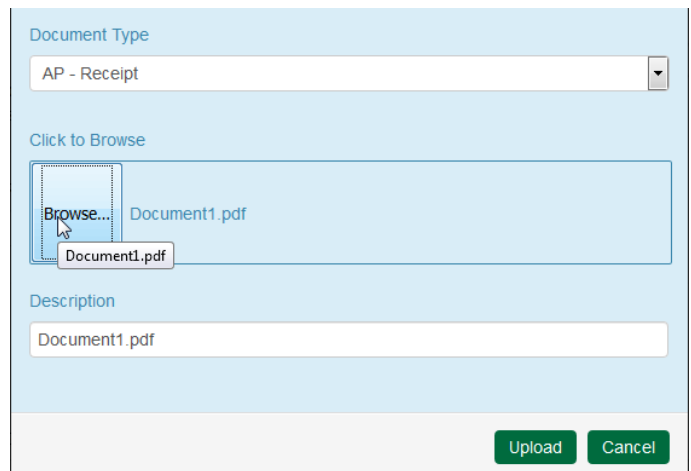 Document Type
AP - Receipt
Click to Browse
Browse... Document1.pdf
Document1.pdf
Description
Document1.pdf
Upload Cancel